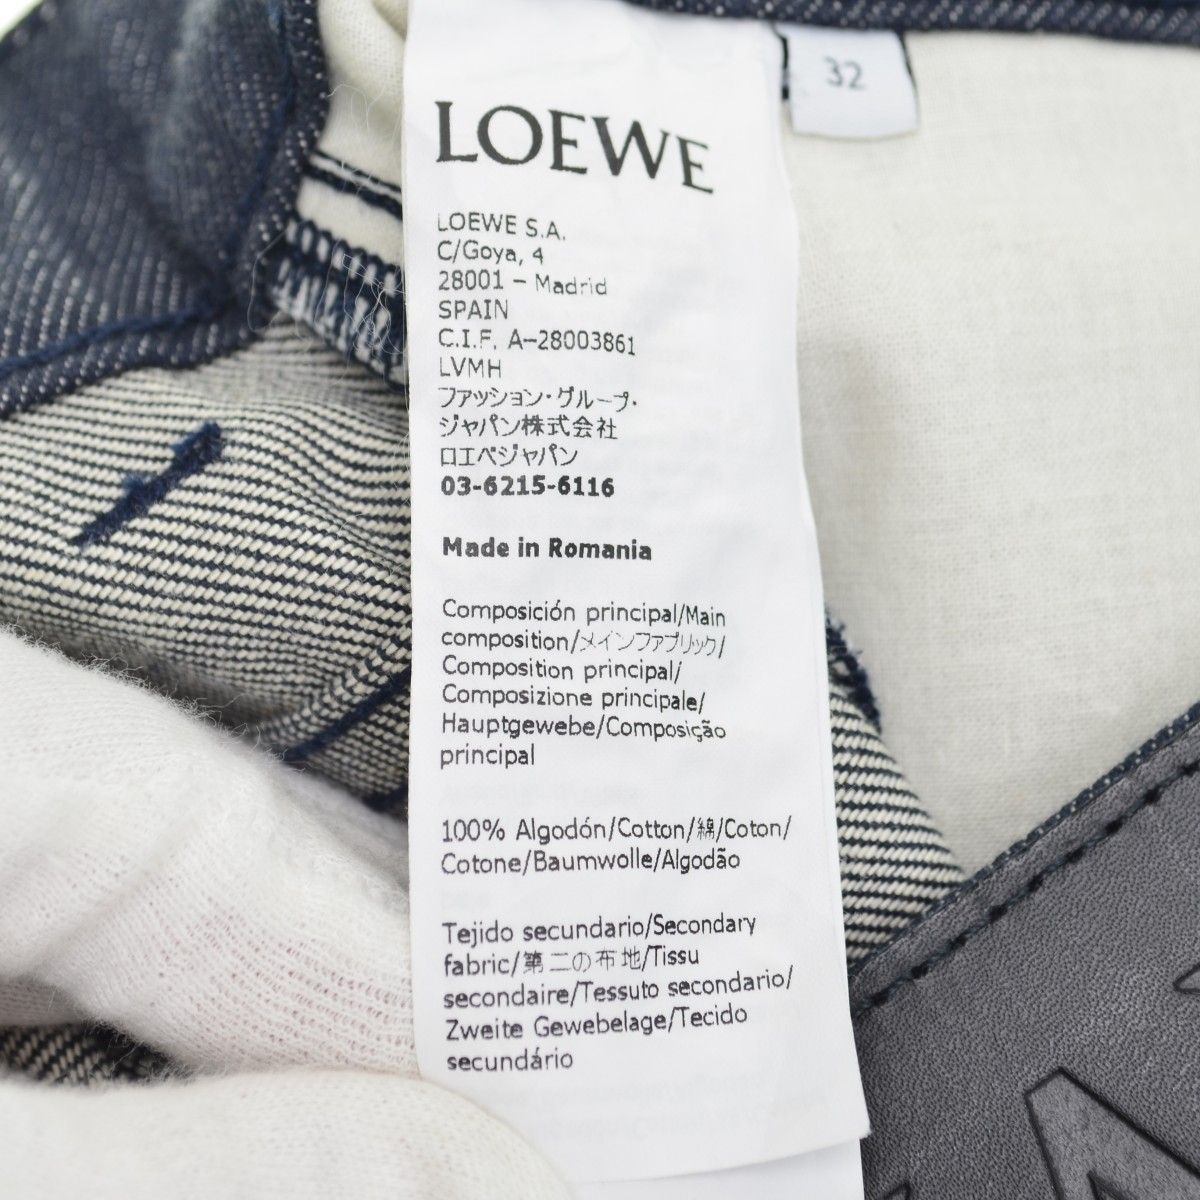 32
LOEWE
LOEWE S.A.
C/Goya, 4
28001 – Madrid
SPAIN
C.I.F. A-28003861
LVMH
ファッション・グループ・
ジャパン株式会社
ロエベジャパン
03-6215-6116
Made in Romania
Composición principal/Main
composition/メインファブリック/
Composition principal/
Composizione principale/
Hauptgewebe/Composição
principal
100% Algodón/Cotton/綿/Coton/
Cotone/Baumwolle/Algodão
Tejido secundario/Secondary
fabric/第二の布地/Tissu
secondaire/Tessuto secondario/
Zweite Gewebelage/Tecido
secundário